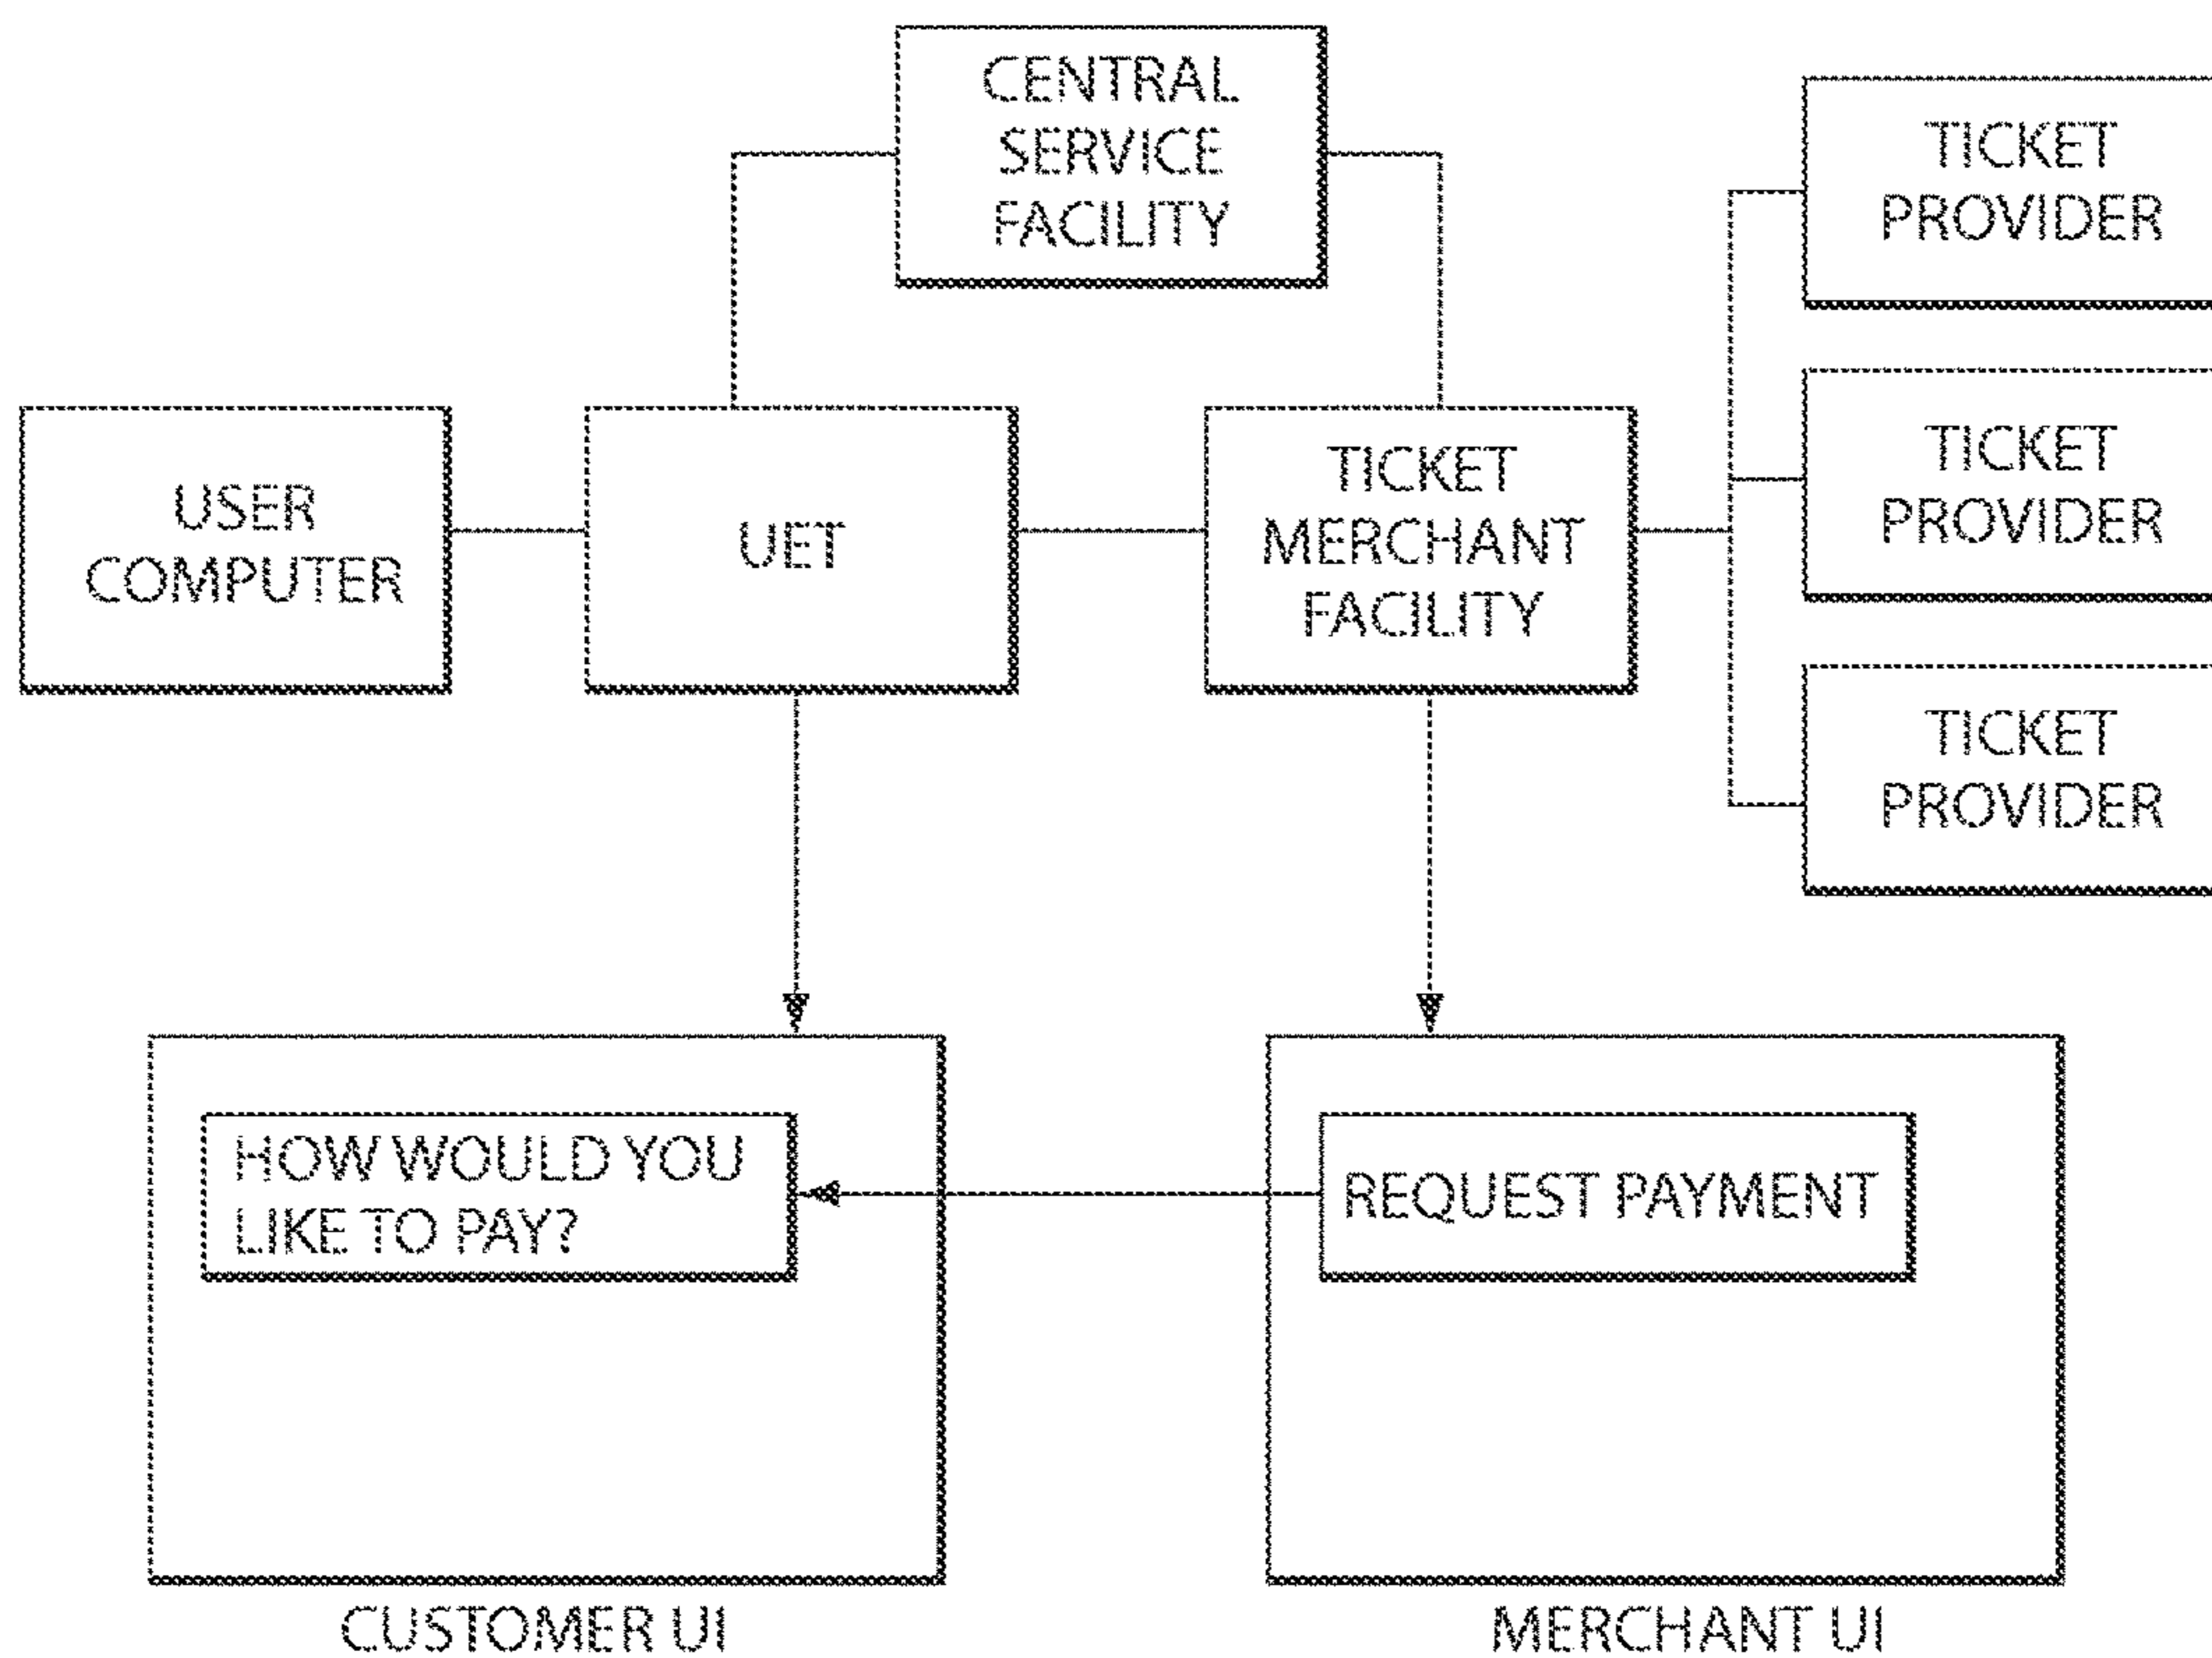 CENTRAL
SERVICE
FACILITY
TICKET
PROVIDER
USER
COMPUTER
UET
TICKET
MERCHANT
FACILITY
TICKET
PROVIDER
TICKET
PROVIDER
HOW WOULD YOU
LIKE TO PAY?
REQUEST PAYMENT
CUSTOMER UI
MERCHANT UI